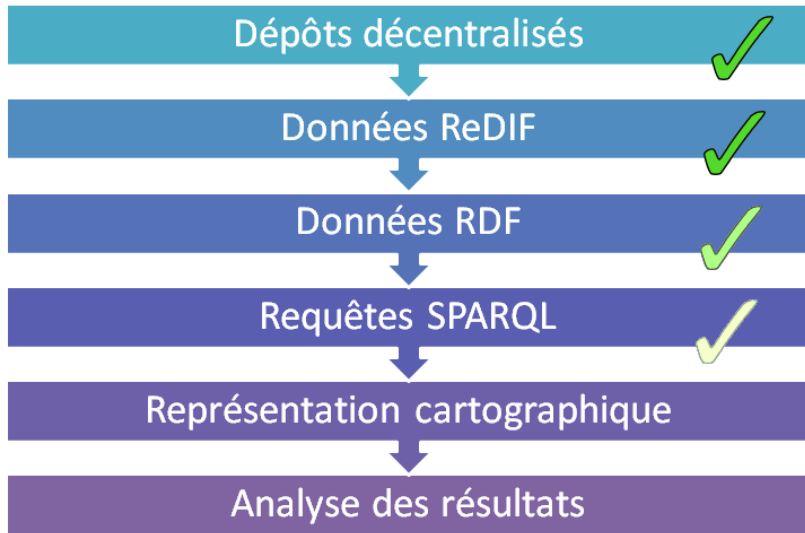 Dépôts décentralisés
Données ReDIF
Données RDF
Requêtes SPARQL
Représentation cartographique
Analyse des résultats